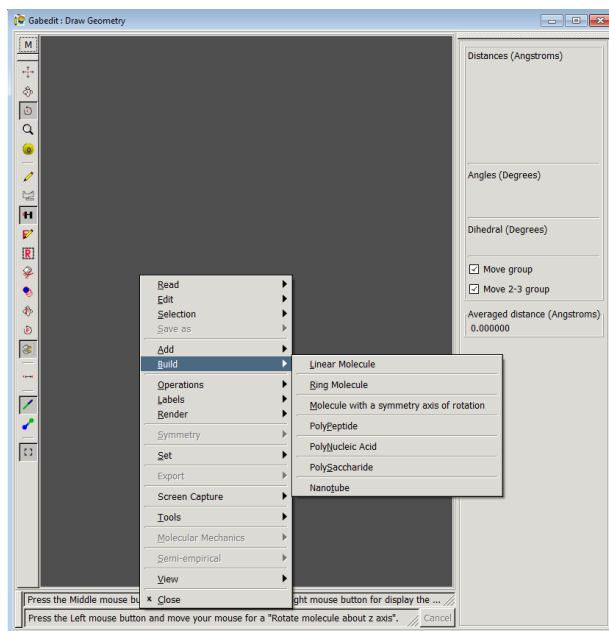 Gabedit : Draw Geometry
M
Distances (Angstroms)
Angles (Degrees)
Dihedral (Degrees)
Move group
Move 2-3 group
Averaged distance (Angstroms)
0.000000
R
Read
Edit
Selection
Save as
Add
Build
Operations
Labels
Render
Symmetry
Set
Export
Screen Capture
Tools
Molecular Mechanics
Semi-empirical
View
x Close
Linear Molecule
Ring Molecule
Molecule with a symmetry axis of rotation
PolyPeptide
PolyNucleic Acid
PolySaccharide
Nanotube
Press the Middle mouse bu ght mouse button for display the ...
Press the Left mouse button and move your mouse for a "Rotate molecule about z axis".
Cancel